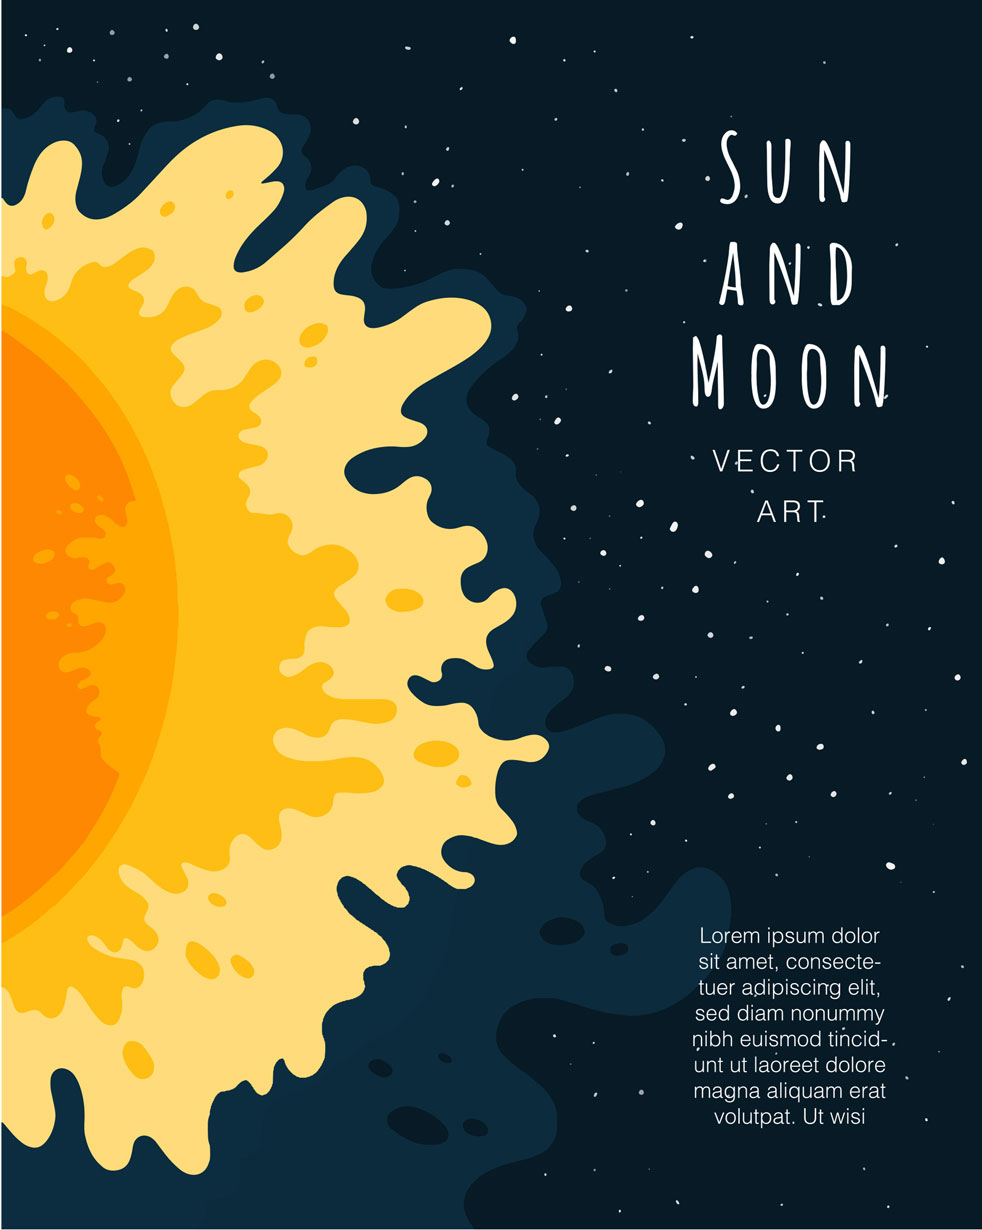 Sun
and
Moon
VECTOR
ART
Lorem ipsum dolor
sit amet, consecte-
tuer adipiscing elit,
sed diam nonummy
nibh euismod tincid-
unt ut laoreet dolore
magna aliquam erat
volutpat. Ut wisi